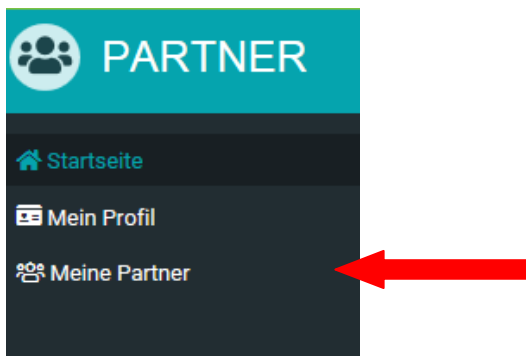 PARTNER
Startseite
Mein Profil
Meine Partner